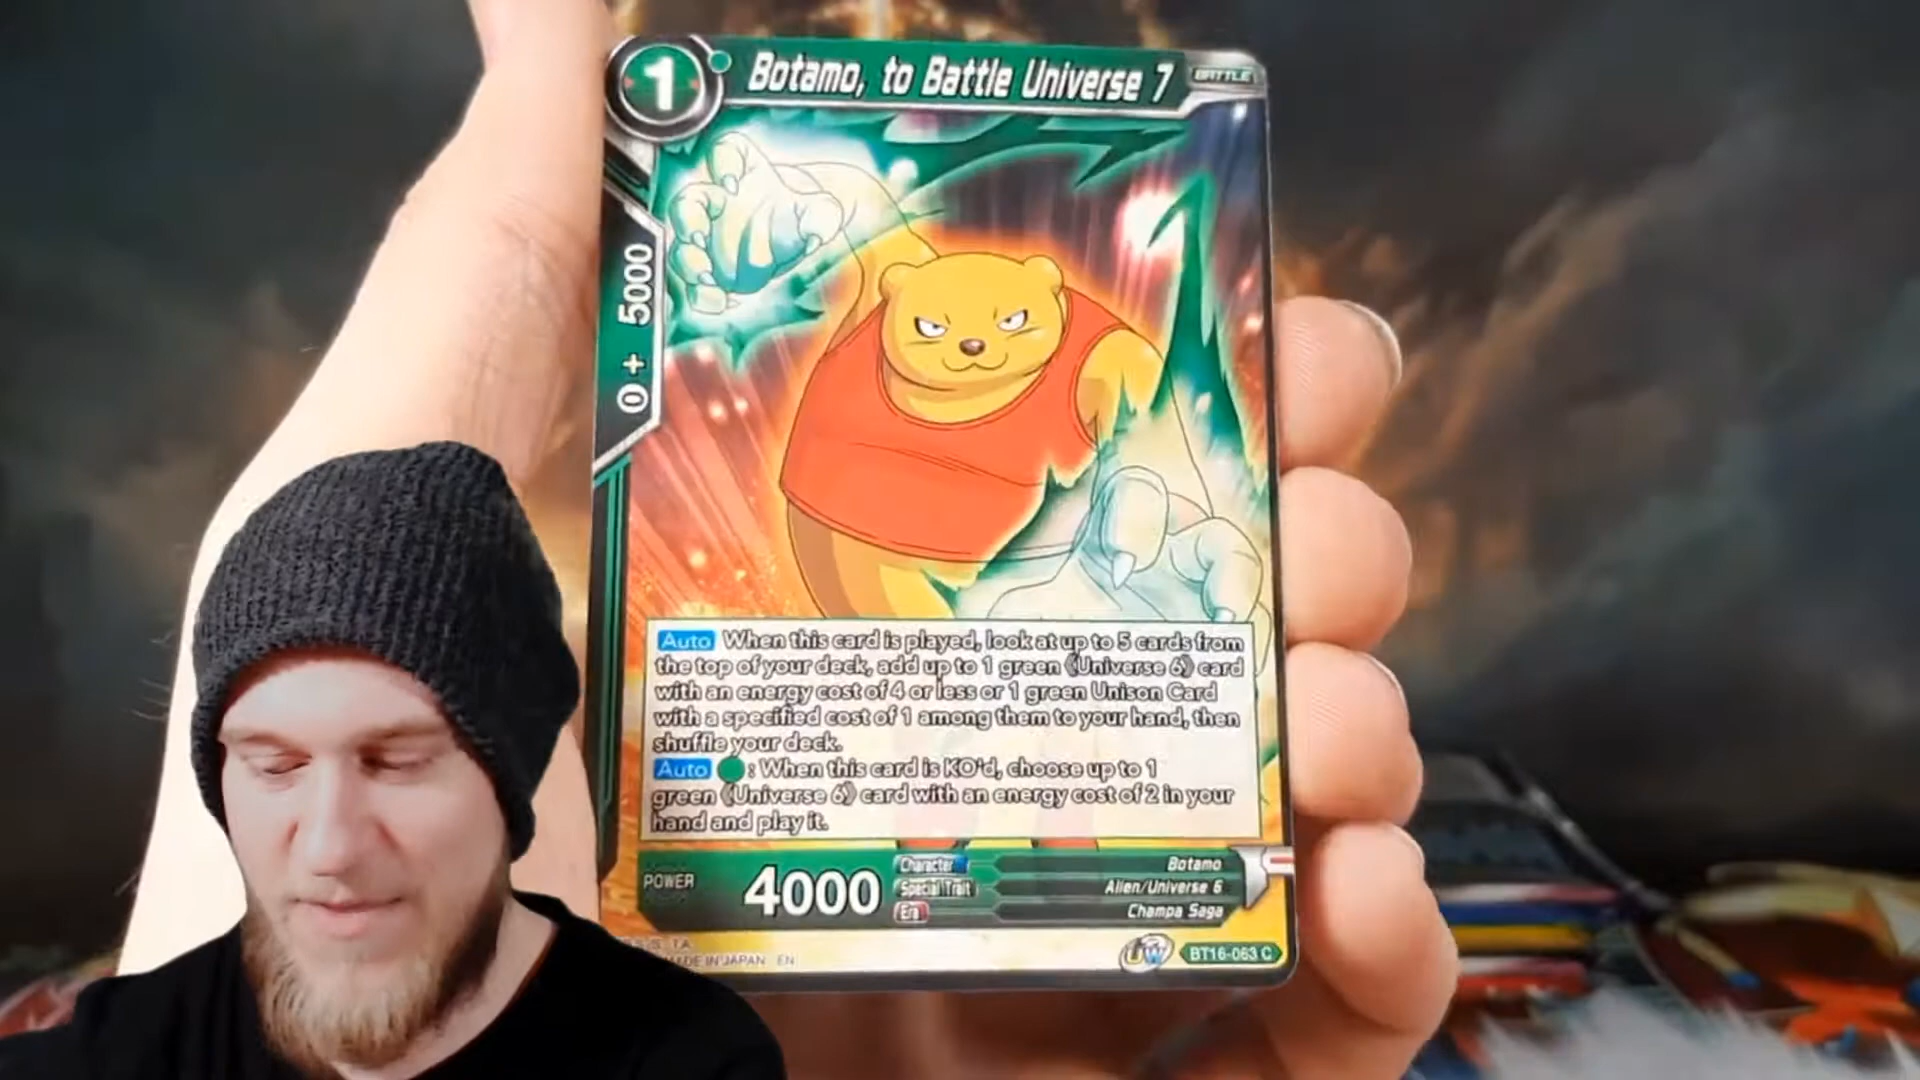 1
Botamo, to Battle Universe 7
BATTLE
0 + 5000
Auto When this card is played, look at up to 5 cards from
the top of your deck, add up to 1 green 《Universe 6》 card
with an energy cost of 4 or less or 1 green Unison Card
with a specified cost of 1 among them to your hand, then
shuffle your deck.
Auto : When this card is KO'd, choose up to 1
green 《Universe 6》 card with an energy cost of 2 in your
hand and play it.
POWER
4000
Character Botamo
Special Trait Alien/Universe 6
Era Champa Saga
MADE IN JAPAN EN
UW
BT16-063 C